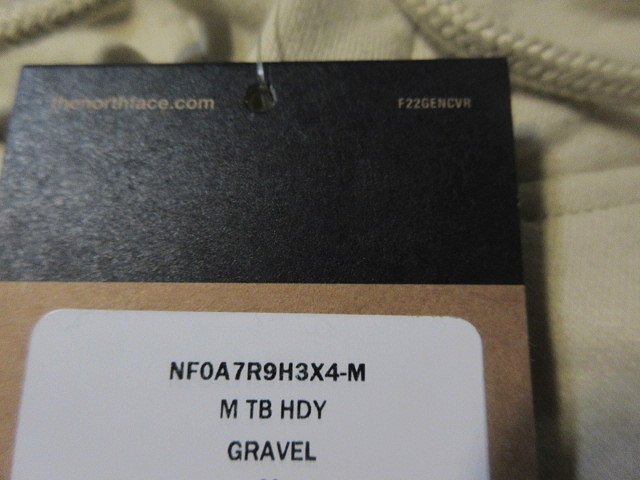 thenorthface.com F22GENCVR
NF0A7R9H3X4-M
M TB HDY
GRAVEL